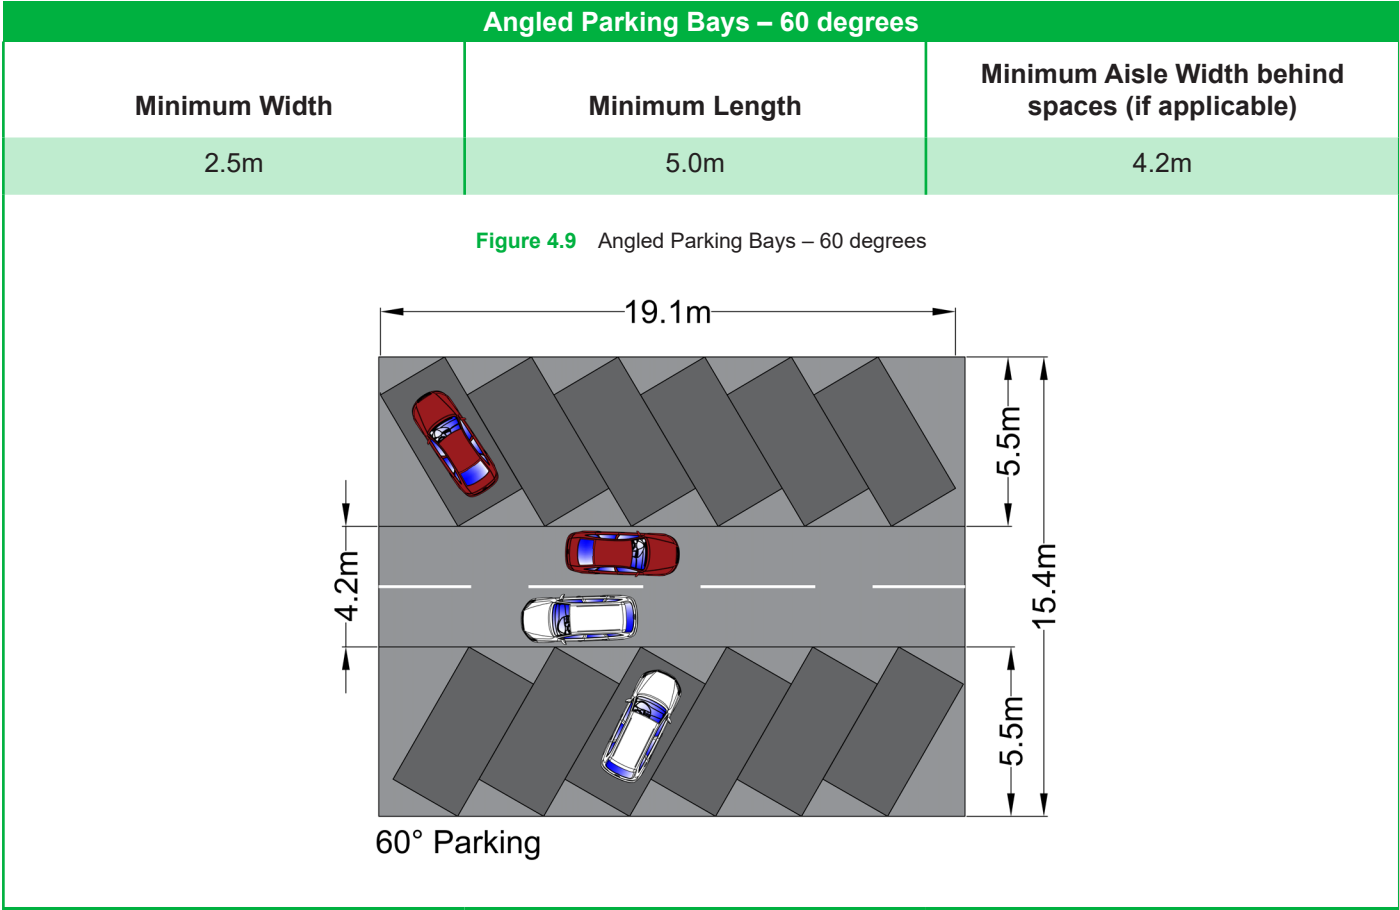 Angled Parking Bays – 60 degrees
Minimum Width
Minimum Length
Minimum Aisle Width behind
spaces (if applicable)
2.5m
5.0m
4.2m
Figure 4.9 Angled Parking Bays – 60 degrees
19.1m
5.5m
4.2m
15.4m
5.5m
60° Parking